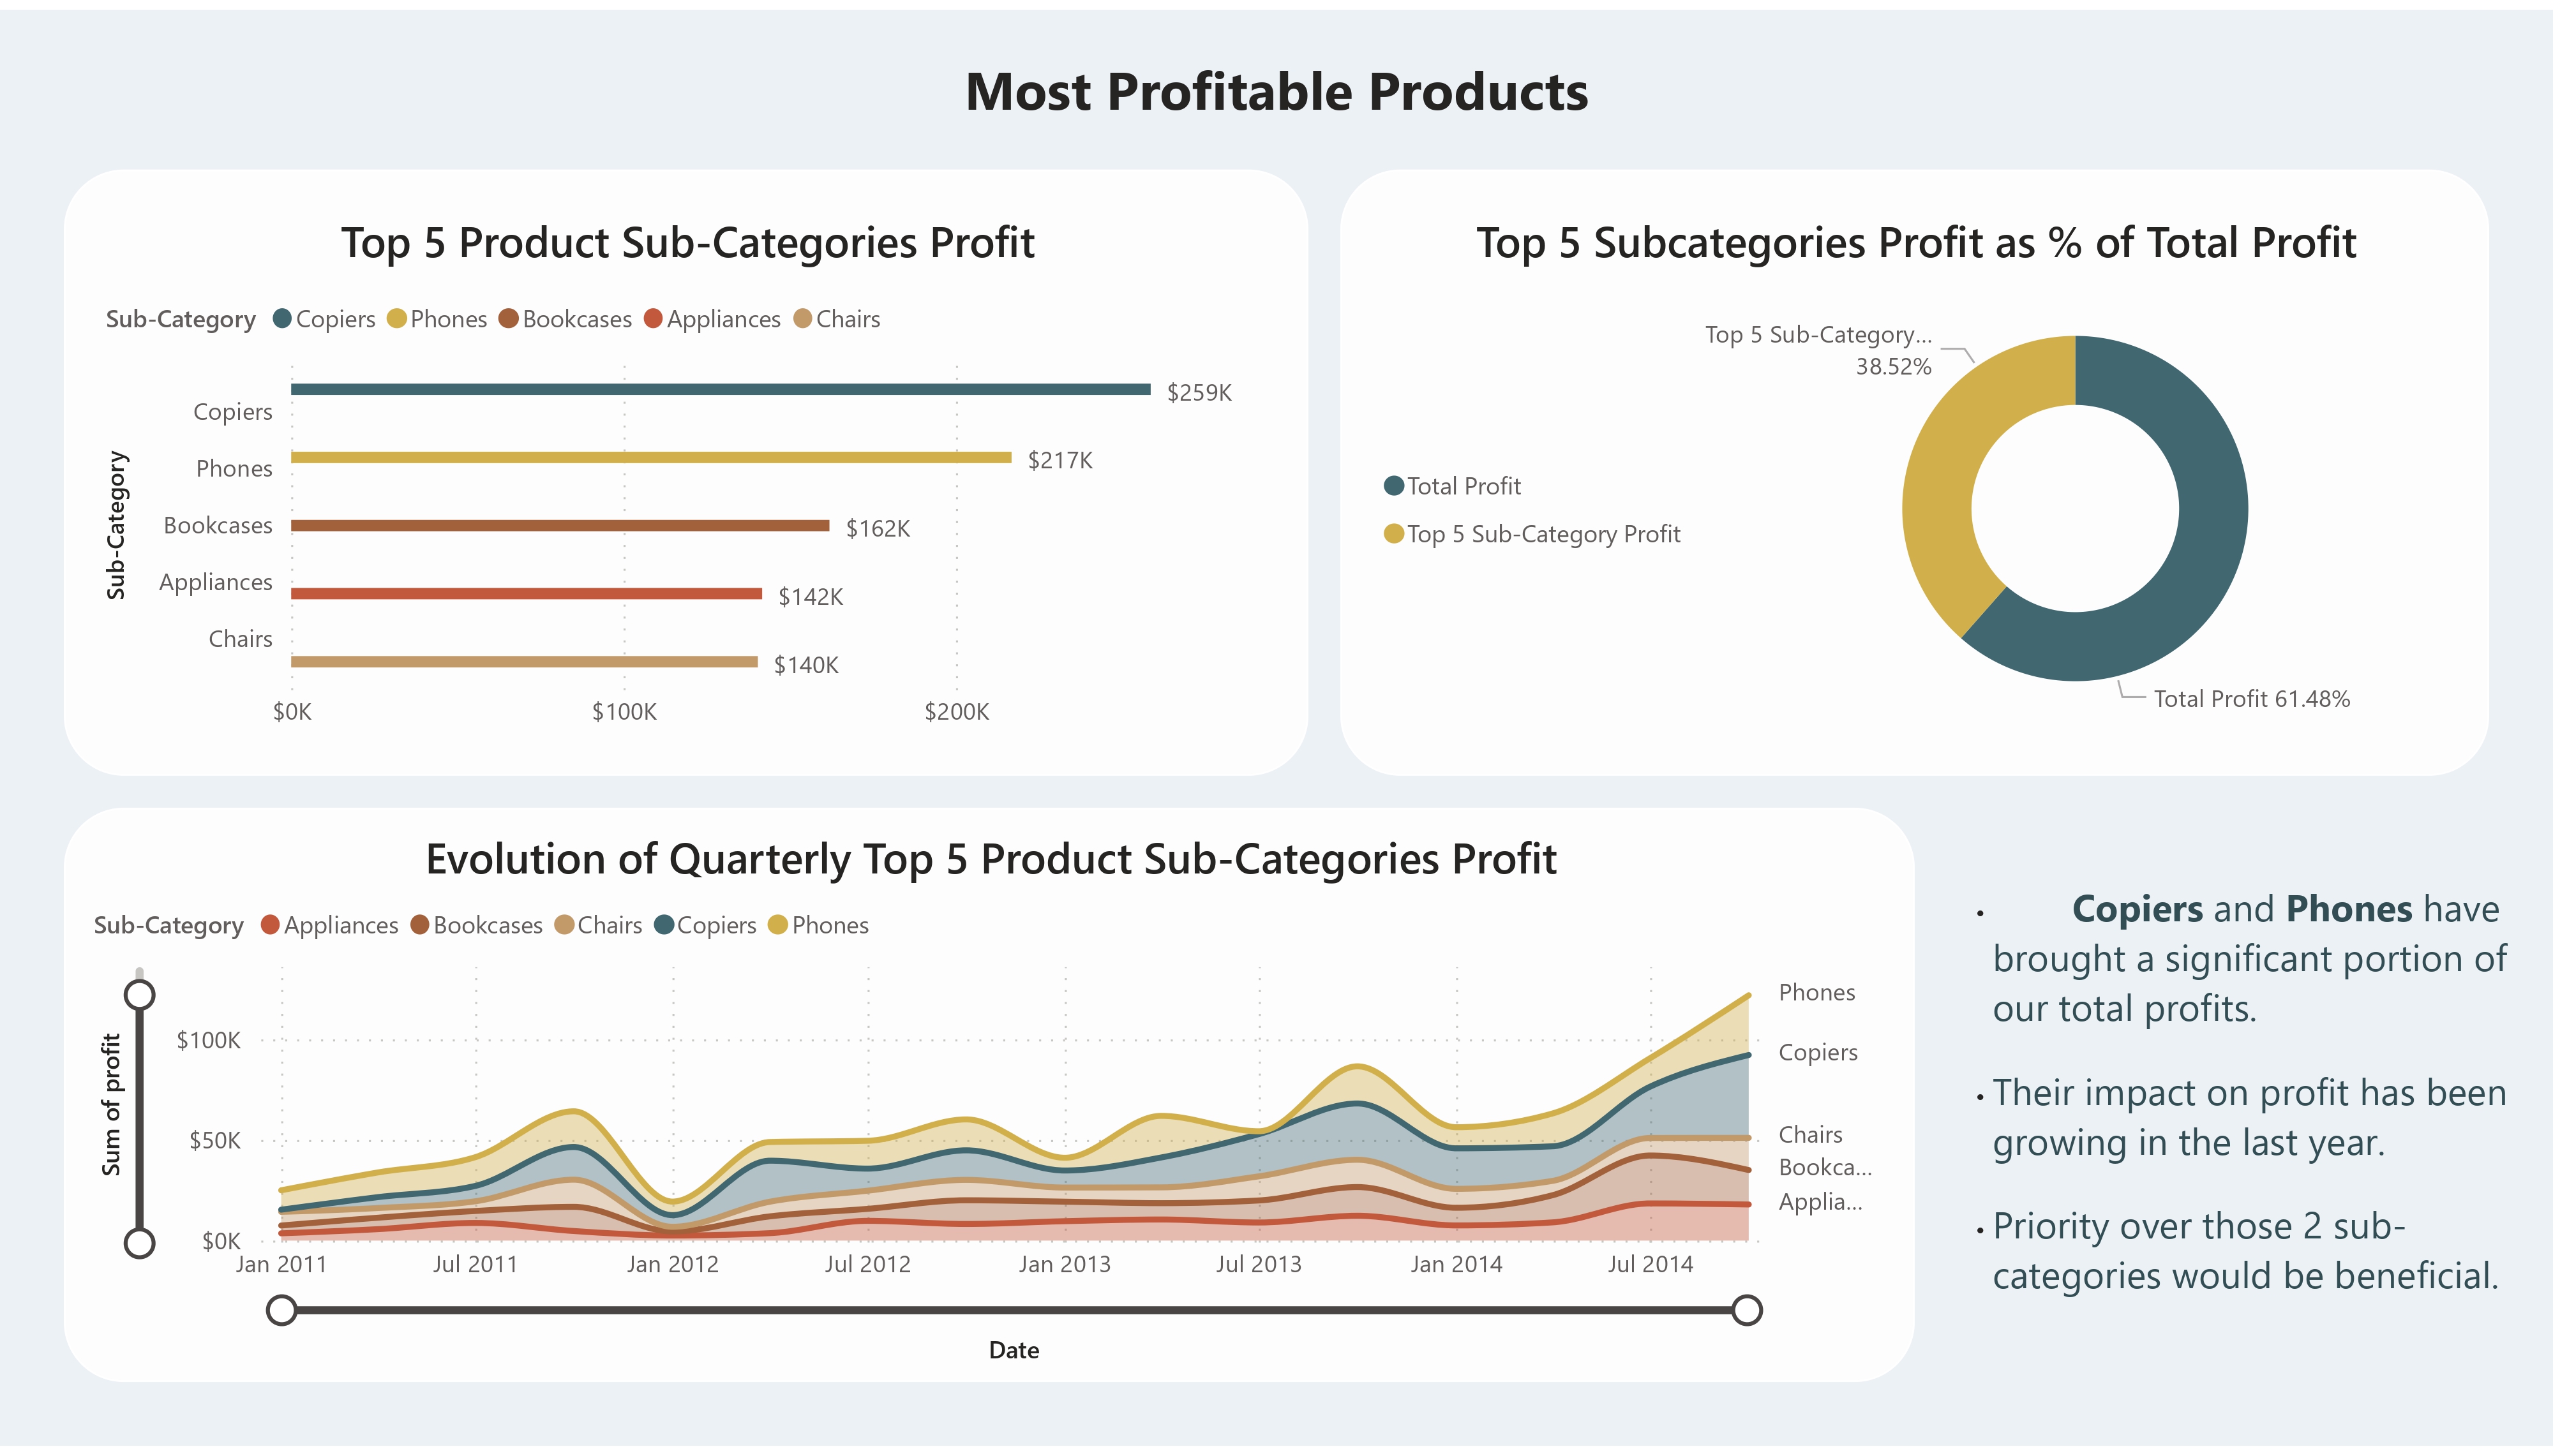 Most Profitable Products
Top 5 Product Sub-Categories Profit
Sub-Category Copiers Phones Bookcases Appliances Chairs
Sub-Category
Copiers
$259K
Phones
$217K
Bookcases
$162K
Appliances
$142K
Chairs
$140K
$0K $100K $200K
Top 5 Subcategories Profit as % of Total Profit
Top 5 Sub-Category...
38.52%
Total Profit
Top 5 Sub-Category Profit
Total Profit 61.48%
Evolution of Quarterly Top 5 Product Sub-Categories Profit
Sub-Category Appliances Bookcases Chairs Copiers Phones
Sum of profit
$100K
$50K
$0K
Phones
Copiers
Chairs
Bookca...
Applia...
Jan 2011 Jul 2011 Jan 2012 Jul 2012 Jan 2013 Jul 2013 Jan 2014 Jul 2014
Date
• Copiers and Phones have
brought a significant portion of
our total profits.
• Their impact on profit has been
growing in the last year.
• Priority over those 2 sub-
categories would be beneficial.